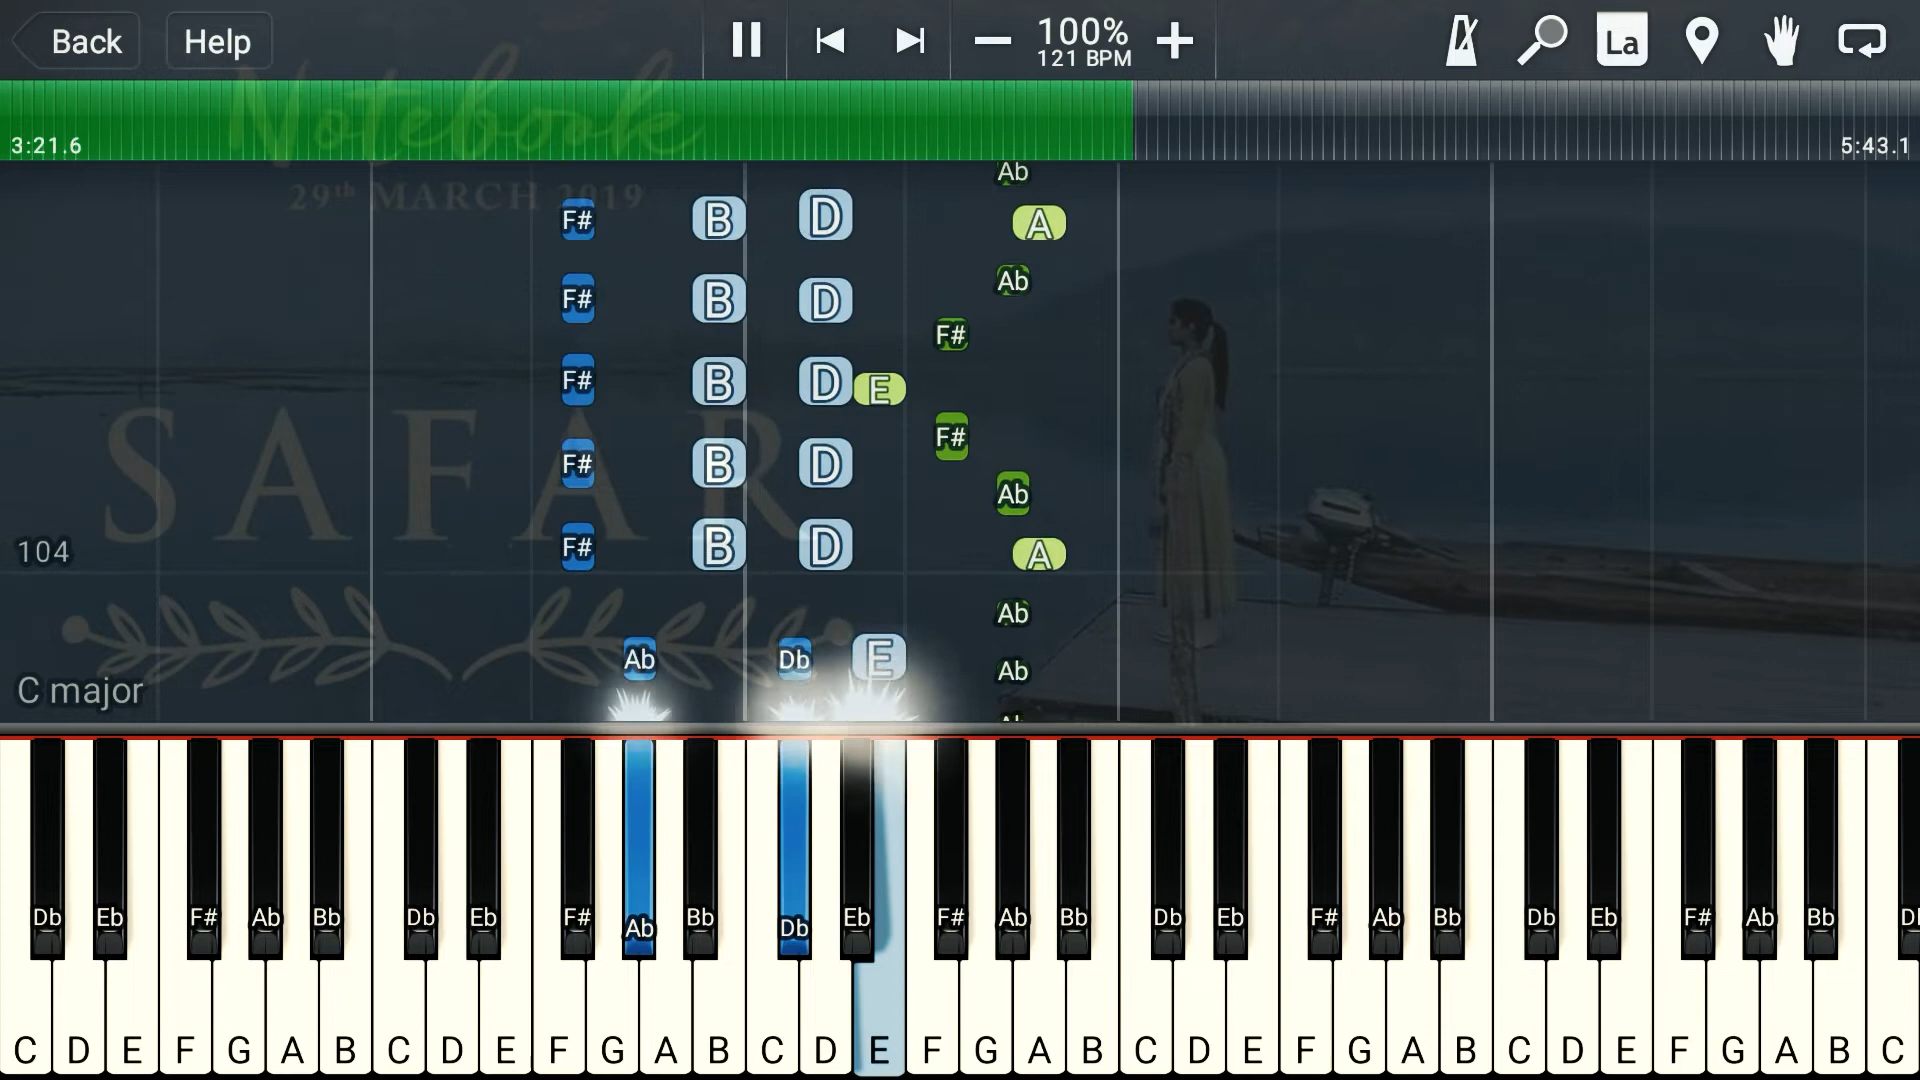 Back Help 100% La
121 BPM
Notebook
3:21.6 5:43.1
29th MARCH 2019
Ab
F# B D A
Ab
F# B D
F#
F# B D E
F#
F# B D
Ab
SAFAR
F# B D A
104
Ab
Ab Db E
Ab
C major
Ab
Db Eb F# Ab Bb Db Eb F# Ab Bb Db Eb F# Ab Bb Db Eb F# Ab Bb Db Eb F# Ab Bb
C D E F G A B C D E F G A B C D E F G A B C D E F G A B C D E F G A B C